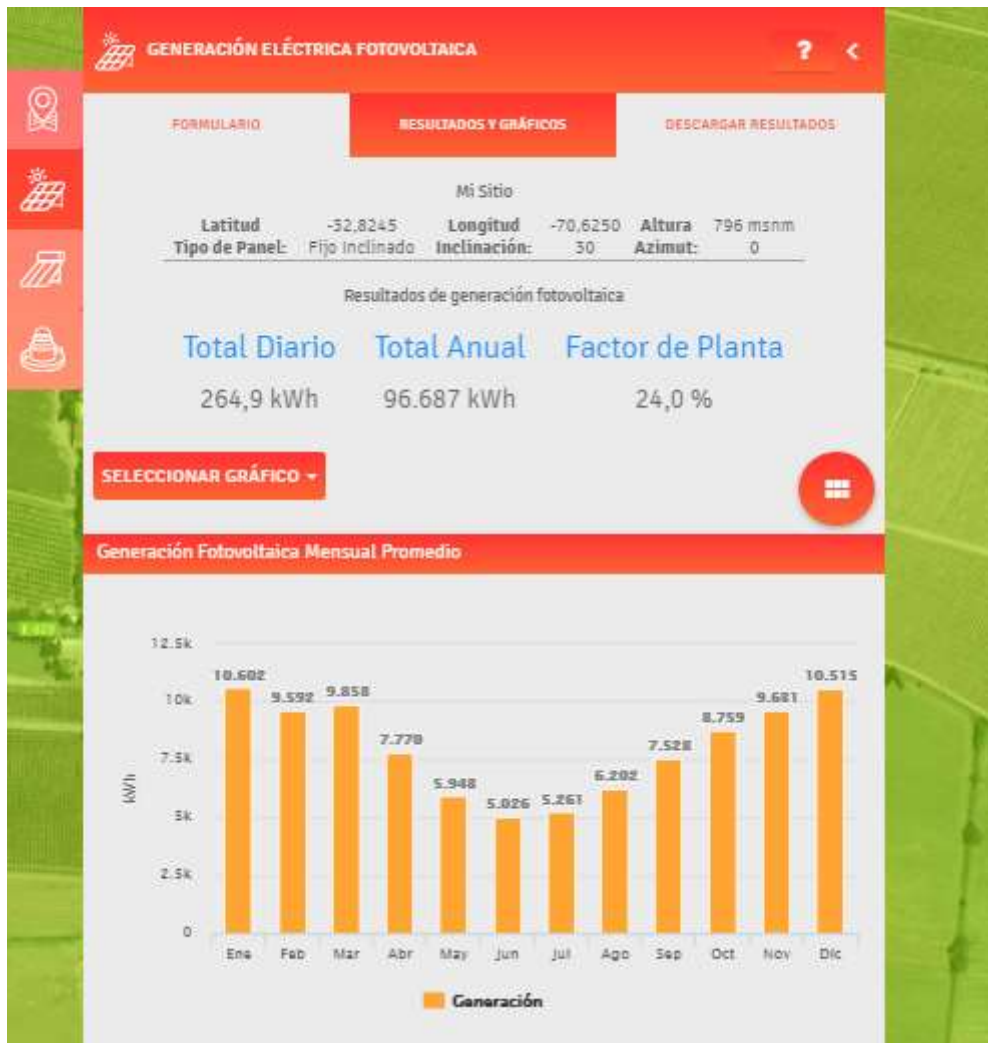 GENERACIÓN ELÉCTRICA FOTOVOLTAICA ?
FORMULARIO RESULTADOS Y GRÁFICOS DESCARGAR RESULTADOS
Mi Sitio
Latitud -32,8245 Longitud -70,6250 Altura 796 msnm
Tipo de Panel: Fijo Inclinado Inclinación: 30 Azimut: 0
Resultados de generación fotovoltaica
Total Diario Total Anual Factor de Planta
264,9 kWh 96.687 kWh 24,0 %
SELECCIONAR GRÁFICO
Generación Fotovoltaica Mensual Promedio
12.5k
10k
7.5k
5k
2.5k
0
kWh
10.602 9.592 9.858 7.770 5.948 5.026 5.261 6.202 7.528 8.759 9.681 10.515
Ene Feb Mar Abr May Jun Jul Ago Sep Oct Nov Dic
Generación